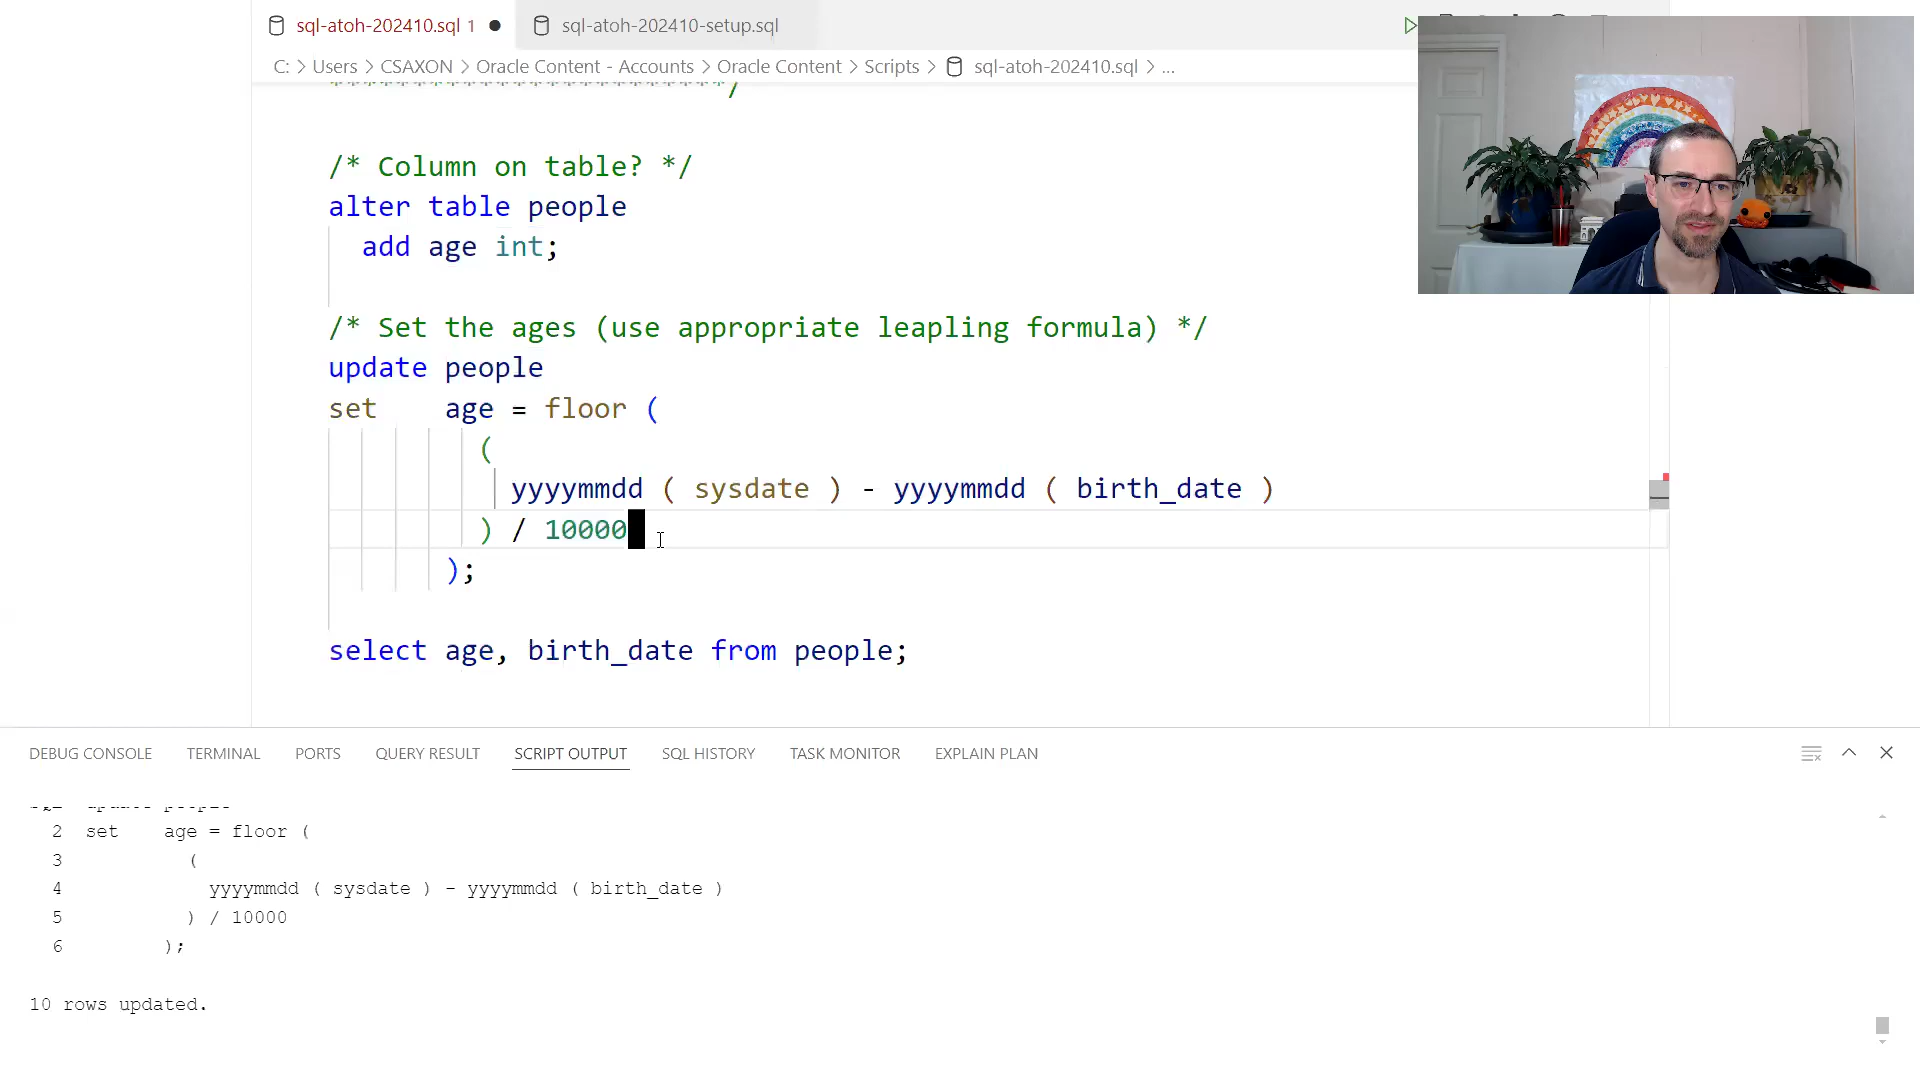 sql-atoh-202410.sql 1 ●
sql-atoh-202410-setup.sql
C: > Users > CSAXON > Oracle Content - Accounts > Oracle Content > Scripts > sql-atoh-202410.sql > ...
/* Column on table? */
alter table people
add age int;
/* Set the ages (use appropriate leapling formula) */
update people
set    age = floor (
(
yyyymmdd ( sysdate ) - yyyymmdd ( birth_date )
) / 10000
);
select age, birth_date from people;
DEBUG CONSOLE
TERMINAL
PORTS
QUERY RESULT
SCRIPT OUTPUT
SQL HISTORY
TASK MONITOR
EXPLAIN PLAN
2  set    age = floor (
3  (
4  yyyymmdd ( sysdate ) - yyyymmdd ( birth_date )
5  ) / 10000
6  );
10 rows updated.